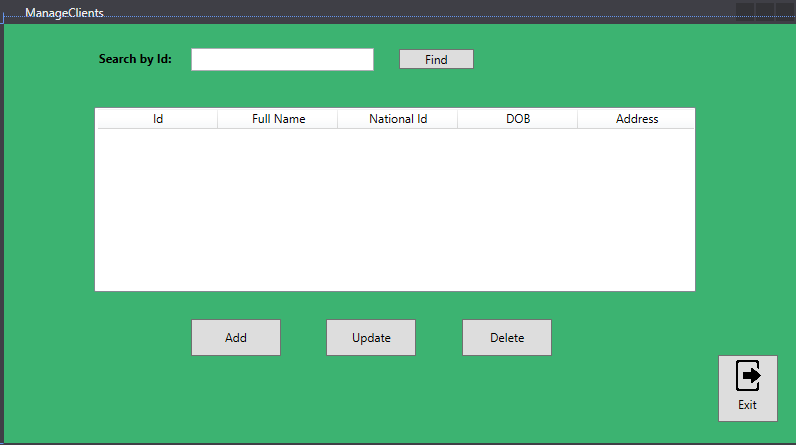 ManageClients
Search by Id: Find
Id Full Name National Id DOB Address
Add Update Delete
Exit